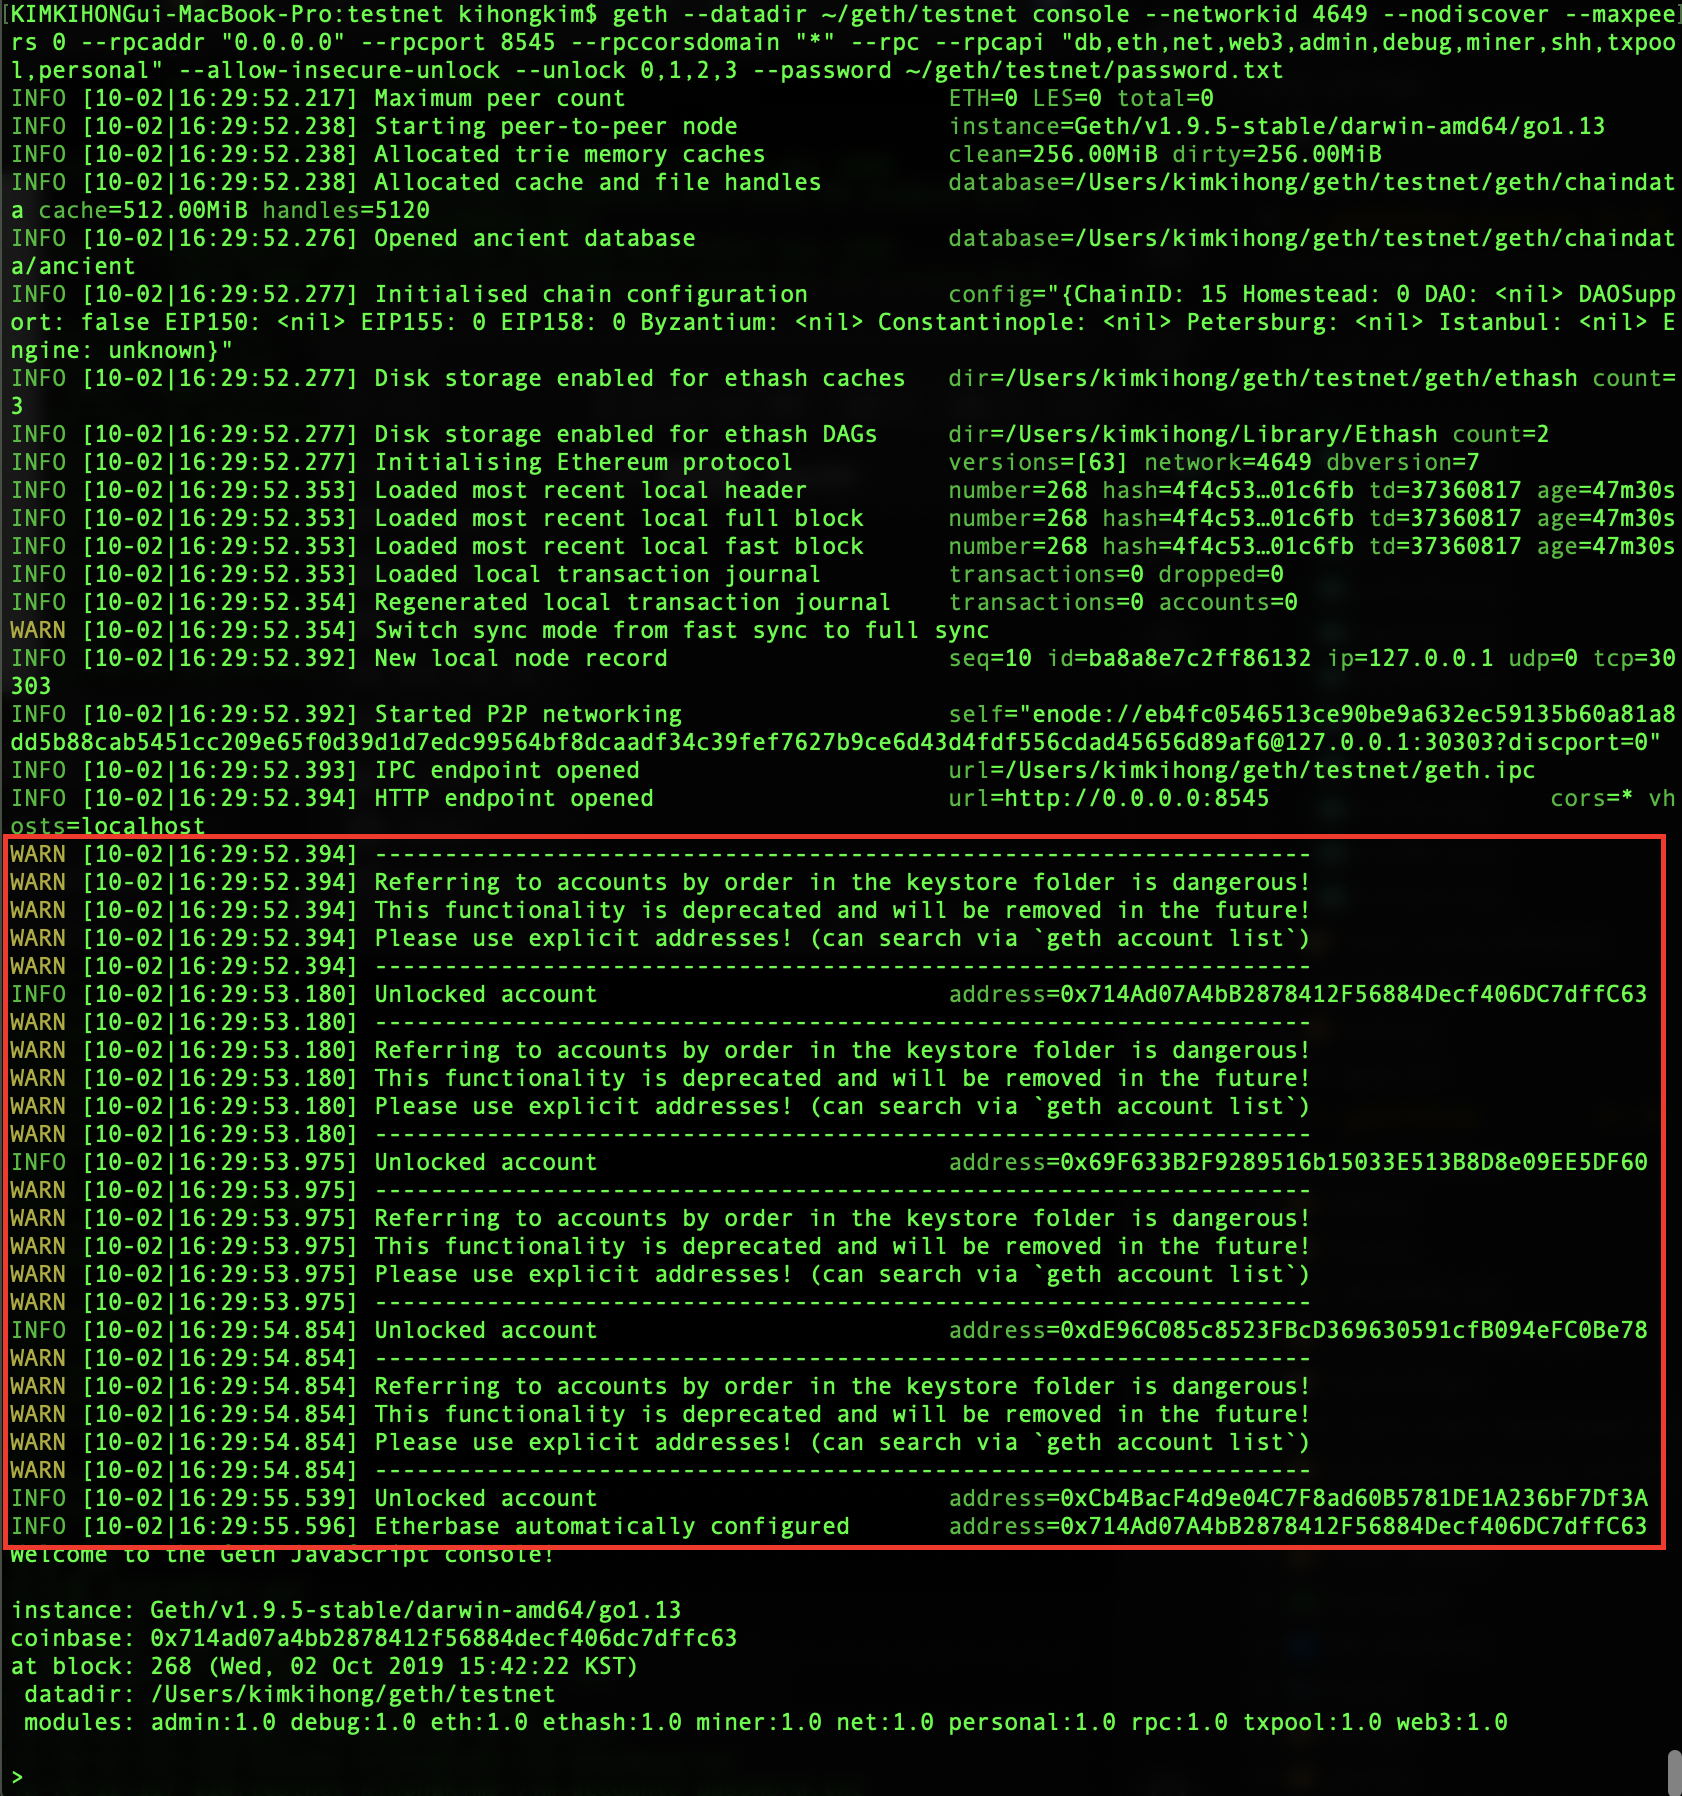 [KIMKIHONGui-MacBook-Pro:testnet kihongkim$ geth --datadir ~/geth/testnet console --networkid 4649 --nodiscover --maxpee]
rs 0 --rpcaddr "0.0.0.0" --rpcport 8545 --rpccorsdomain "*" --rpc --rpcapi "db,eth,net,web3,admin,debug,miner,shh,txpoo
l,personal" --allow-insecure-unlock --unlock 0,1,2,3 --password ~/geth/testnet/password.txt
INFO [10-02|16:29:52.217] Maximum peer count                       ETH=0 LES=0 total=0
INFO [10-02|16:29:52.238] Starting peer-to-peer node               instance=Geth/v1.9.5-stable/darwin-amd64/go1.13
INFO [10-02|16:29:52.238] Allocated trie memory caches             clean=256.00MiB dirty=256.00MiB
INFO [10-02|16:29:52.238] Allocated cache and file handles         database=/Users/kimkihong/geth/testnet/geth/chaindat
a cache=512.00MiB handles=5120
INFO [10-02|16:29:52.276] Opened ancient database                  database=/Users/kimkihong/geth/testnet/geth/chaindat
a/ancient
INFO [10-02|16:29:52.277] Initialised chain configuration          config="{ChainID: 15 Homestead: 0 DAO: <nil> DAOSupp
ort: false EIP150: <nil> EIP155: 0 EIP158: 0 Byzantium: <nil> Constantinople: <nil> Petersburg: <nil> Istanbul: <nil> E
ngine: unknown}"
INFO [10-02|16:29:52.277] Disk storage enabled for ethash caches   dir=/Users/kimkihong/geth/testnet/geth/ethash count=
3
INFO [10-02|16:29:52.277] Disk storage enabled for ethash DAGs     dir=/Users/kimkihong/Library/Ethash count=2
INFO [10-02|16:29:52.277] Initialising Ethereum protocol           versions=[63] network=4649 dbversion=7
INFO [10-02|16:29:52.353] Loaded most recent local header          number=268 hash=4f4c53…01c6fb td=37360817 age=47m30s
INFO [10-02|16:29:52.353] Loaded most recent local full block      number=268 hash=4f4c53…01c6fb td=37360817 age=47m30s
INFO [10-02|16:29:52.353] Loaded most recent local fast block      number=268 hash=4f4c53…01c6fb td=37360817 age=47m30s
INFO [10-02|16:29:52.353] Loaded local transaction journal         transactions=0 dropped=0
INFO [10-02|16:29:52.354] Regenerated local transaction journal    transactions=0 accounts=0
WARN [10-02|16:29:52.354] Switch sync mode from fast sync to full sync
INFO [10-02|16:29:52.392] New local node record                    seq=10 id=ba8a8e7c2ff86132 ip=127.0.0.1 udp=0 tcp=30
303
INFO [10-02|16:29:52.392] Started P2P networking                   self="enode://eb4fc0546513ce90be9a632ec59135b60a81a8
dd5b88cab5451cc209e65f0d39d1d7edc99564bf8dcaadf34c39fef7627b9ce6d43d4fdf556cdad45656d89af6@127.0.0.1:30303?discport=0"
INFO [10-02|16:29:52.393] IPC endpoint opened                      url=/Users/kimkihong/geth/testnet/geth.ipc
INFO [10-02|16:29:52.394] HTTP endpoint opened                     url=http://0.0.0.0:8545                    cors=* vh
osts=localhost
WARN [10-02|16:29:52.394] -------------------------------------------------------------------
WARN [10-02|16:29:52.394] Referring to accounts by order in the keystore folder is dangerous!
WARN [10-02|16:29:52.394] This functionality is deprecated and will be removed in the future!
WARN [10-02|16:29:52.394] Please use explicit addresses! (can search via `geth account list`)
WARN [10-02|16:29:52.394] -------------------------------------------------------------------
INFO [10-02|16:29:53.180] Unlocked account                         address=0x714Ad07A4bB2878412F56884Decf406DC7dffC63
WARN [10-02|16:29:53.180] -------------------------------------------------------------------
WARN [10-02|16:29:53.180] Referring to accounts by order in the keystore folder is dangerous!
WARN [10-02|16:29:53.180] This functionality is deprecated and will be removed in the future!
WARN [10-02|16:29:53.180] Please use explicit addresses! (can search via `geth account list`)
WARN [10-02|16:29:53.180] -------------------------------------------------------------------
INFO [10-02|16:29:53.975] Unlocked account                         address=0x69F633B2F9289516b15033E513B8D8e09EE5DF60
WARN [10-02|16:29:53.975] -------------------------------------------------------------------
WARN [10-02|16:29:53.975] Referring to accounts by order in the keystore folder is dangerous!
WARN [10-02|16:29:53.975] This functionality is deprecated and will be removed in the future!
WARN [10-02|16:29:53.975] Please use explicit addresses! (can search via `geth account list`)
WARN [10-02|16:29:53.975] -------------------------------------------------------------------
INFO [10-02|16:29:54.854] Unlocked account                         address=0xdE96C085c8523FBcD369630591cfB094eFC0Be78
WARN [10-02|16:29:54.854] -------------------------------------------------------------------
WARN [10-02|16:29:54.854] Referring to accounts by order in the keystore folder is dangerous!
WARN [10-02|16:29:54.854] This functionality is deprecated and will be removed in the future!
WARN [10-02|16:29:54.854] Please use explicit addresses! (can search via `geth account list`)
WARN [10-02|16:29:54.854] -------------------------------------------------------------------
INFO [10-02|16:29:55.539] Unlocked account                         address=0xCb4BacF4d9e04C7F8ad60B5781DE1A236bF7Df3A
INFO [10-02|16:29:55.596] Etherbase automatically configured       address=0x714Ad07A4bB2878412F56884Decf406DC7dffC63
Welcome to the Geth JavaScript console!

instance: Geth/v1.9.5-stable/darwin-amd64/go1.13
coinbase: 0x714ad07a4bb2878412f56884decf406dc7dffc63
at block: 268 (Wed, 02 Oct 2019 15:42:22 KST)
 datadir: /Users/kimkihong/geth/testnet
 modules: admin:1.0 debug:1.0 eth:1.0 ethash:1.0 miner:1.0 net:1.0 personal:1.0 rpc:1.0 txpool:1.0 web3:1.0

>